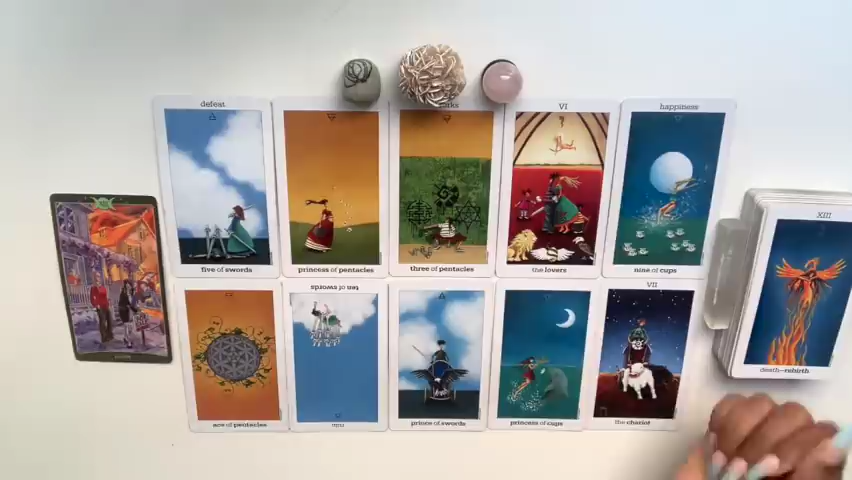 defeat
five of swords
princess of pentacles
three of pentacles
VI
the lovers
happiness
nine of cups
XIII
death-rebirth
ace of pentacles
ten of swords
ruin
prince of swords
princess of cups
VII
the chariot